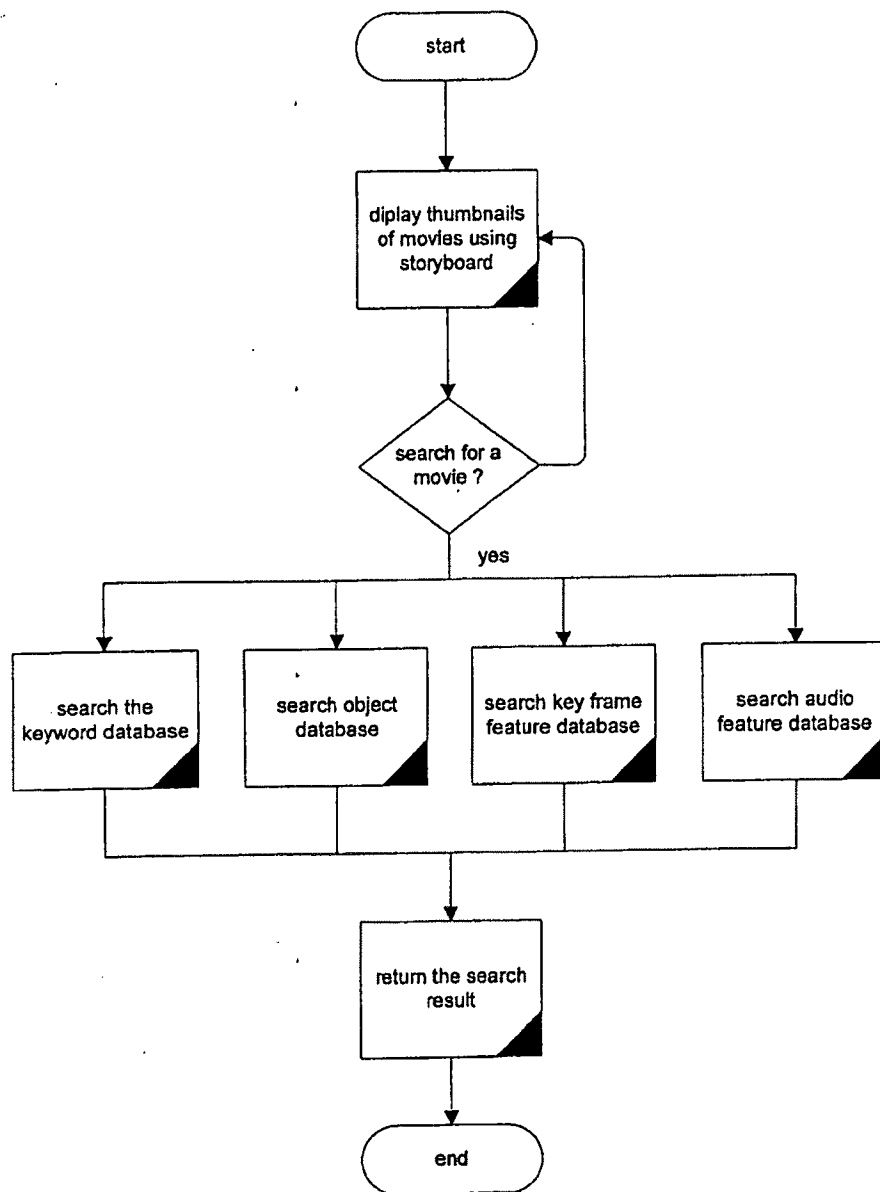 start
diplay thumbnails
of movies using
storyboard
search for a
movie ?
yes
search the
keyword database
search object
database
search key frame
feature database
search audio
feature database
return the search
result
end